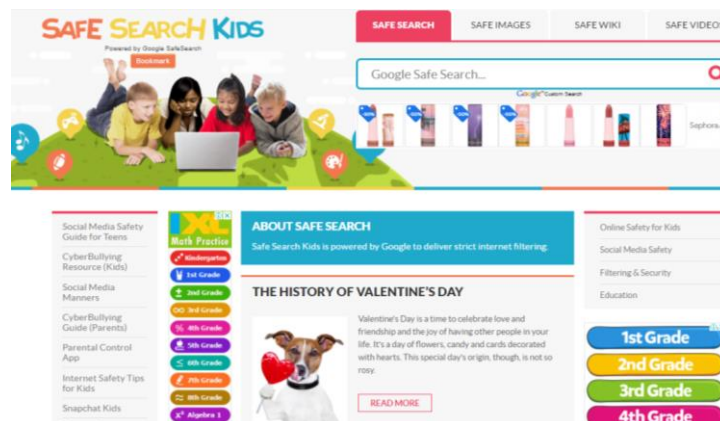 SAFE SEARCH KIDS
Powered by Google SafeSearch
Bookmark
SAFE SEARCH
SAFE IMAGES
SAFE WIKI
SAFE VIDEOS
Google Safe Search...
Google Custom Search
Sephora
Social Media Safety
Guide for Teens
CyberBullying
Resource (Kids)
Social Media
Manners
CyberBullying
Guide (Parents)
Parental Control
App
Internet Safety Tips
for Kids
Snapchat Kids
IXL
Math Practice
Kindergarten
1st Grade
2nd Grade
3rd Grade
4th Grade
5th Grade
6th Grade
7th Grade
8th Grade
Algebra 1
ABOUT SAFE SEARCH
Safe Search Kids is powered by Google to deliver strict internet filtering.
THE HISTORY OF VALENTINE'S DAY
Valentine's Day is a time to celebrate love and
friendship and the joy of having other people in your
life. It's a day of flowers, candy and cards decorated
with hearts. This special day's origin, though, is not so
rosy.
READ MORE
Online Safety for Kids
Social Media Safety
Filtering & Security
Education
1st Grade
2nd Grade
3rd Grade
4th Grade